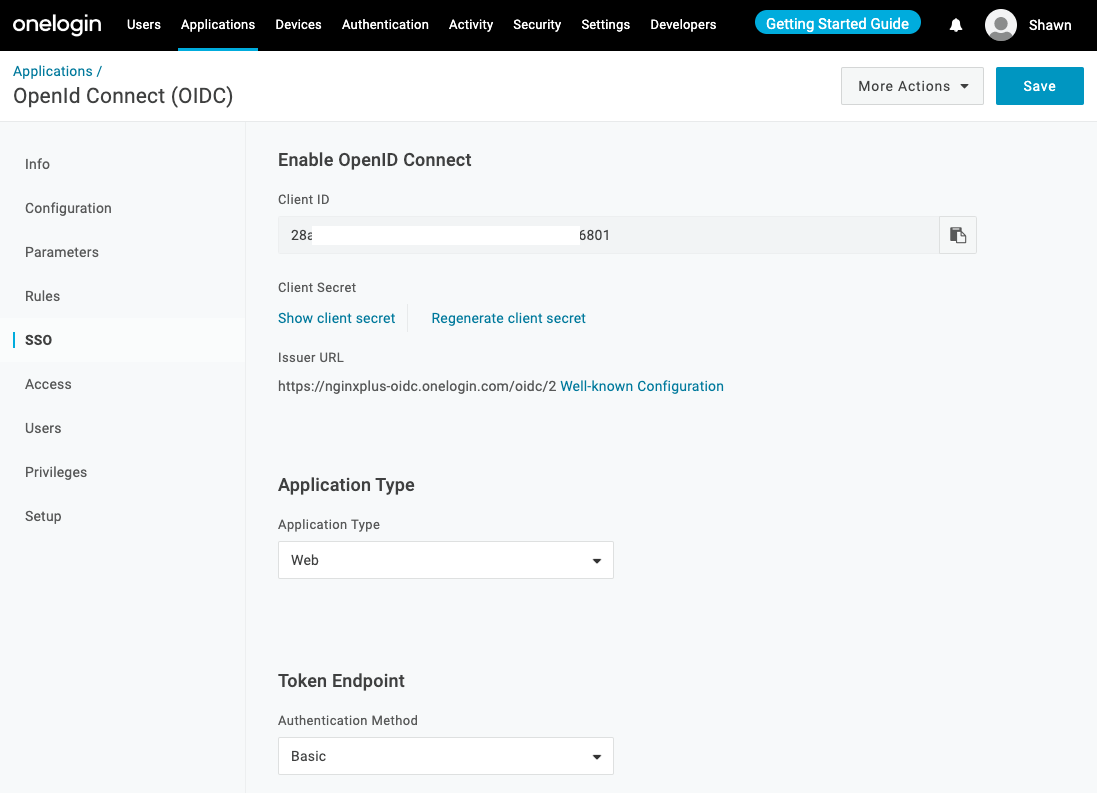 onelogin Users Applications Devices Authentication Activity Security Settings Developers Getting Started Guide Shawn
Applications /
OpenId Connect (OIDC)
More Actions
Save
Info
Configuration
Parameters
Rules
SSO
Access
Users
Privileges
Setup
Enable OpenID Connect
Client ID
28a 6801
Client Secret
Show client secret Regenerate client secret
Issuer URL
https://nginxplus-oidc.onelogin.com/oidc/2 Well-known Configuration
Application Type
Application Type
Web
Token Endpoint
Authentication Method
Basic